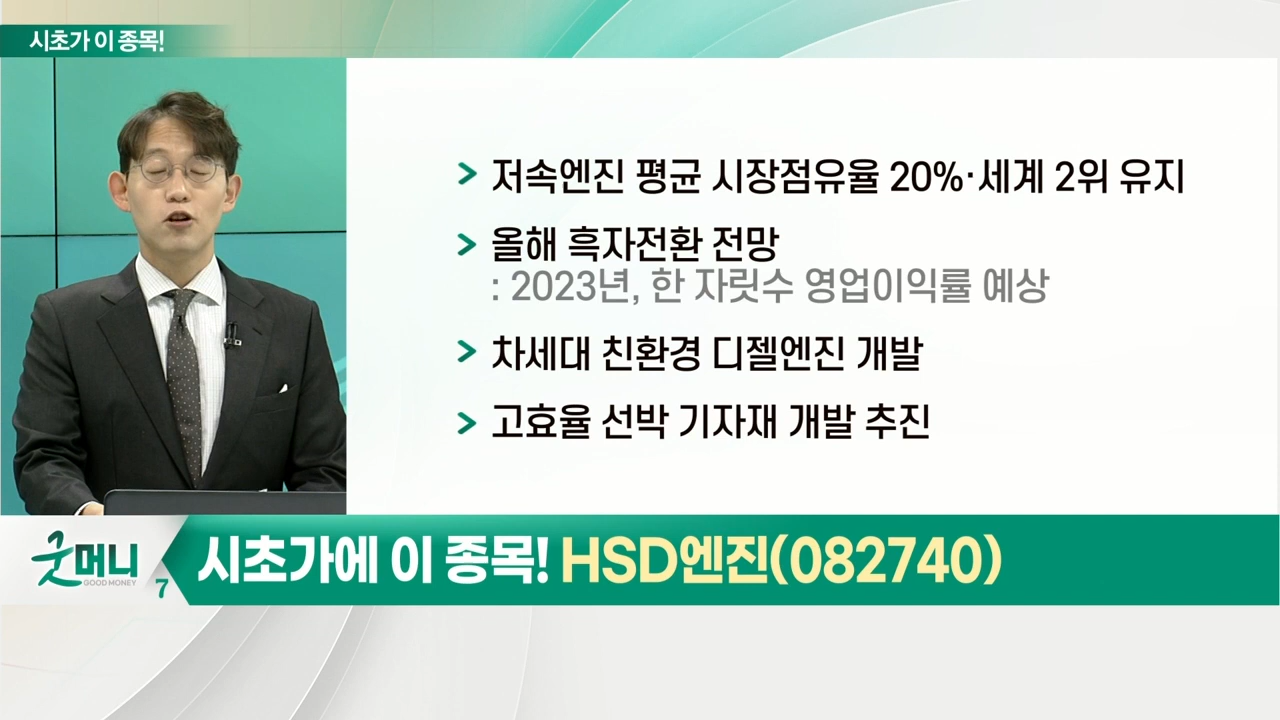 시초가 이 종목!
> 저속엔진 평균 시장점유율 20%·세계 2위 유지
> 올해 흑자전환 전망
: 2023년, 한 자릿수 영업이익률 예상
> 차세대 친환경 디젤엔진 개발
> 고효율 선박 기자재 개발 추진
굿머니
GOOD MONEY
7
시초가에 이 종목! HSD엔진(082740)